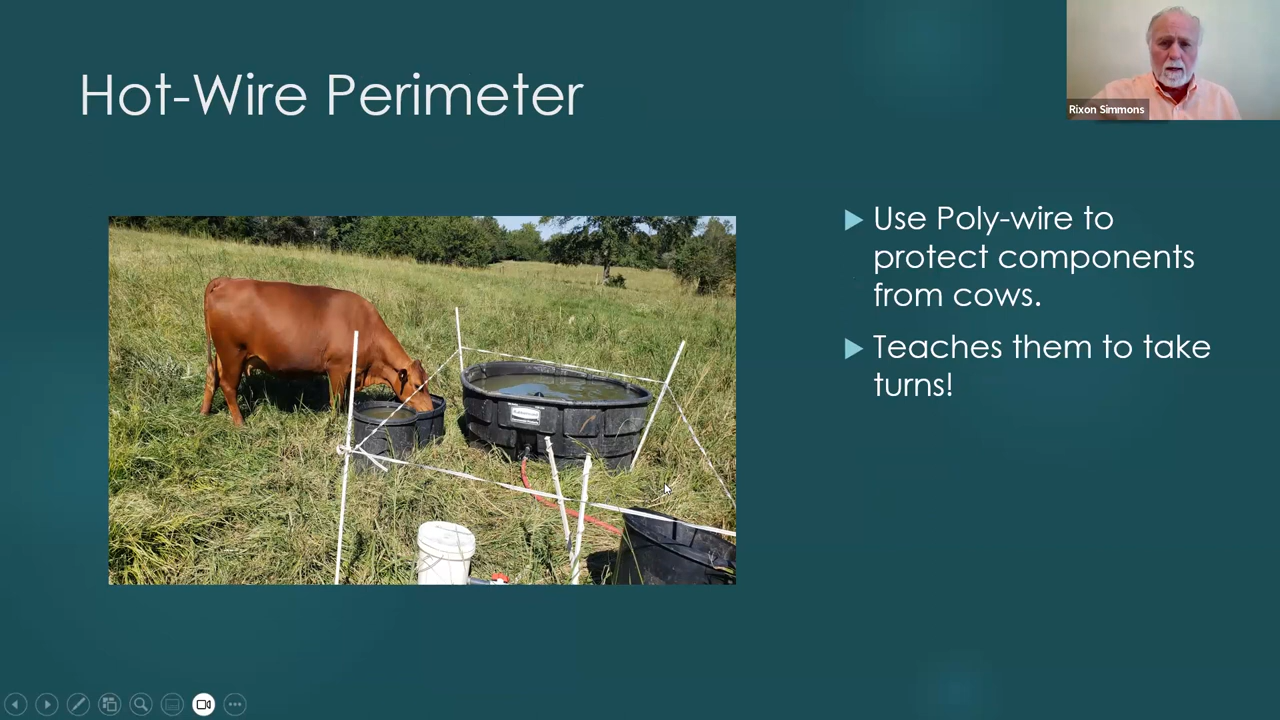 Hot-Wire Perimeter
Rixon Simmons
Use Poly-wire to
protect components
from cows.
Teaches them to take
turns!